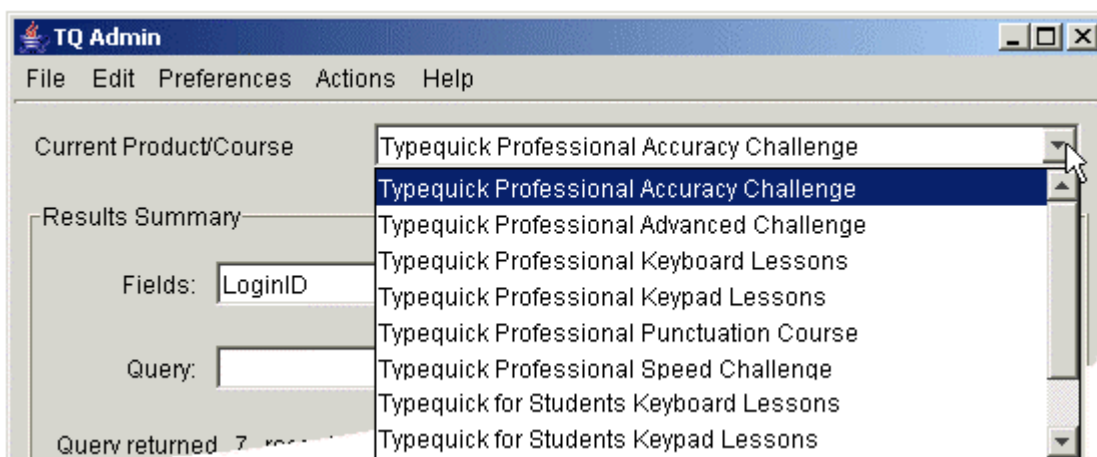 TQ Admin
File Edit Preferences Actions Help
Current Product/Course Typequick Professional Accuracy Challenge
Typequick Professional Accuracy Challenge
Results Summary
Typequick Professional Advanced Challenge
Typequick Professional Keyboard Lessons
Fields: LoginID
Typequick Professional Keypad Lessons
Typequick Professional Punctuation Course
Query:
Typequick Professional Speed Challenge
Typequick for Students Keyboard Lessons
Query returned 7
Typequick for Students Keypad Lessons